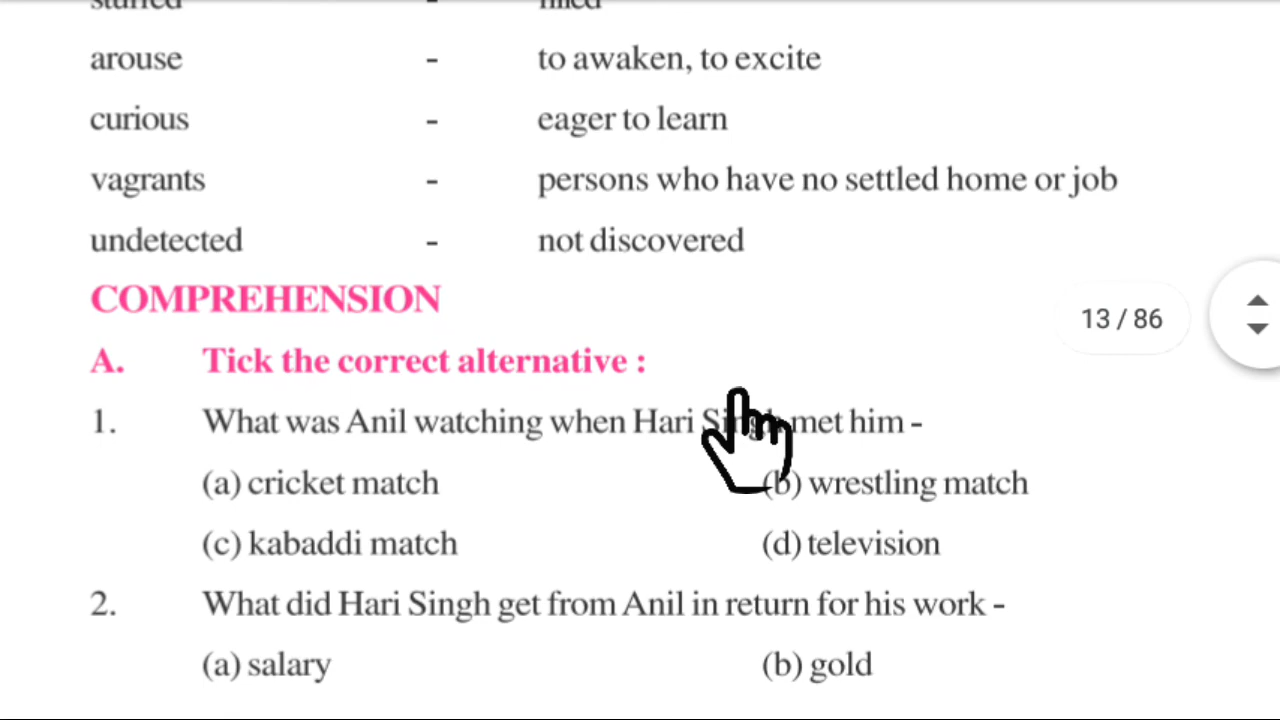 stuffed - filled
arouse - to awaken, to excite
curious - eager to learn
vagrants - persons who have no settled home or job
undetected - not discovered
COMPREHENSION
13 / 86
A. Tick the correct alternative :
1. What was Anil watching when Hari Singh met him -
(a) cricket match (b) wrestling match
(c) kabaddi match (d) television
2. What did Hari Singh get from Anil in return for his work -
(a) salary (b) gold